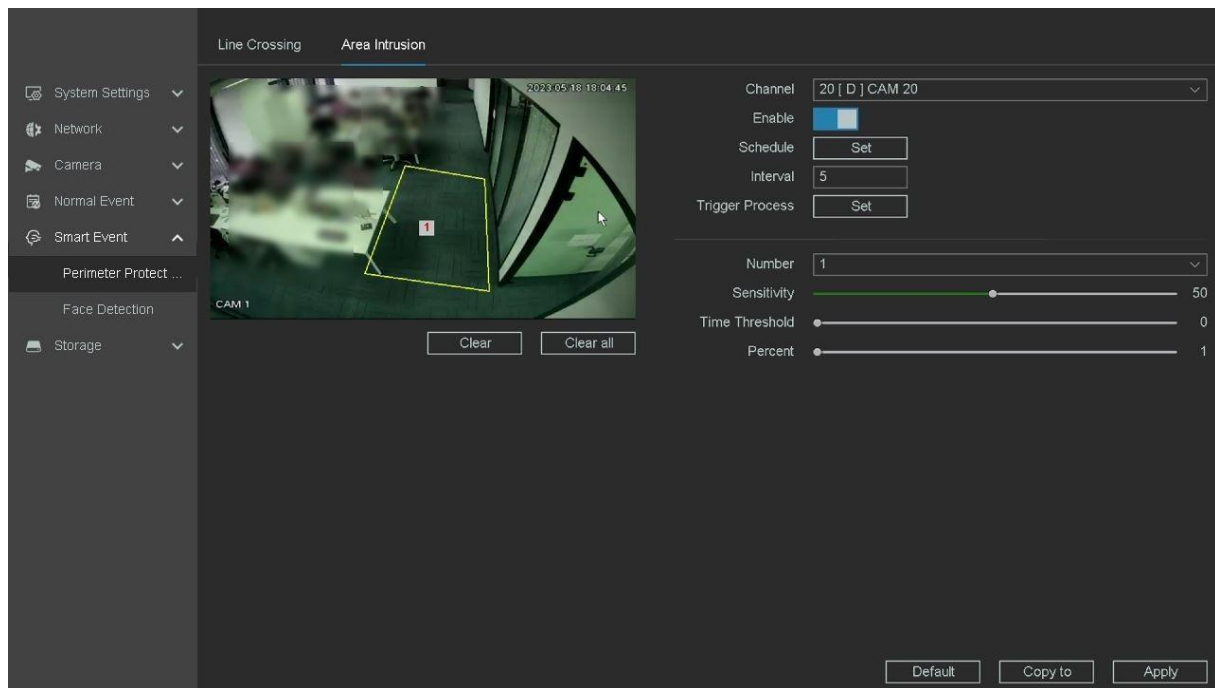 Line Crossing
Area Intrusion
System Settings
Network
Camera
Normal Event
Smart Event
Perimeter Protect ...
Face Detection
Storage
2023 05 18 18:04:45
1
CAM 1
Clear
Clear all
Channel
20 [ D ] CAM 20
Enable
Schedule
Set
Interval
5
Trigger Process
Set
Number
1
Sensitivity
50
Time Threshold
0
Percent
1
Default
Copy to
Apply